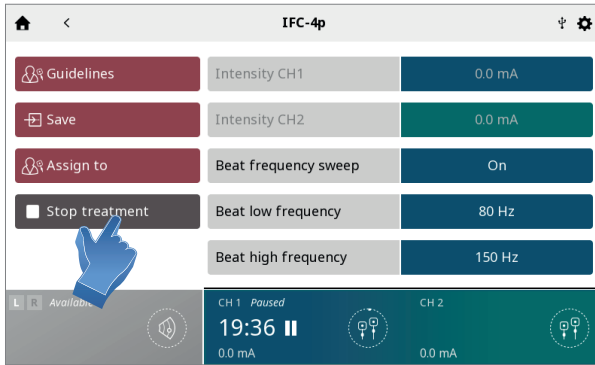 IFC-4p
Guidelines
Intensity CH1
0.0 mA
Save
Intensity CH2
0.0 mA
Assign to
Beat frequency sweep
On
Stop treatment
Beat low frequency
80 Hz
Beat high frequency
150 Hz
L R Available
CH 1 Paused
CH 2
19:36
0.0 mA
0.0 mA